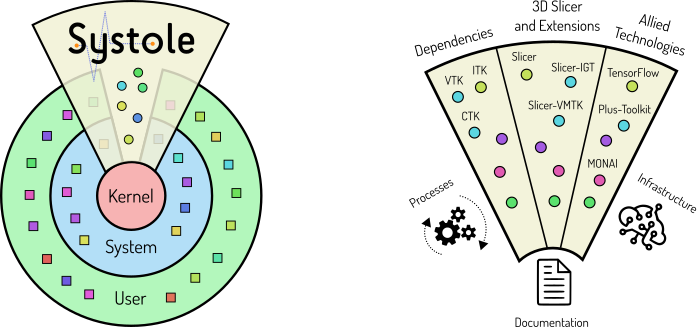 Systole
Kernel
System
User
Dependencies
3D Slicer
and Extensions
Allied
Technologies
VTK
ITK
CTK
Slicer
Slicer-IGT
Slicer-VMTK
TensorFlow
Plus-Toolkit
MONAI
Processes
Infrastructure
Documentation